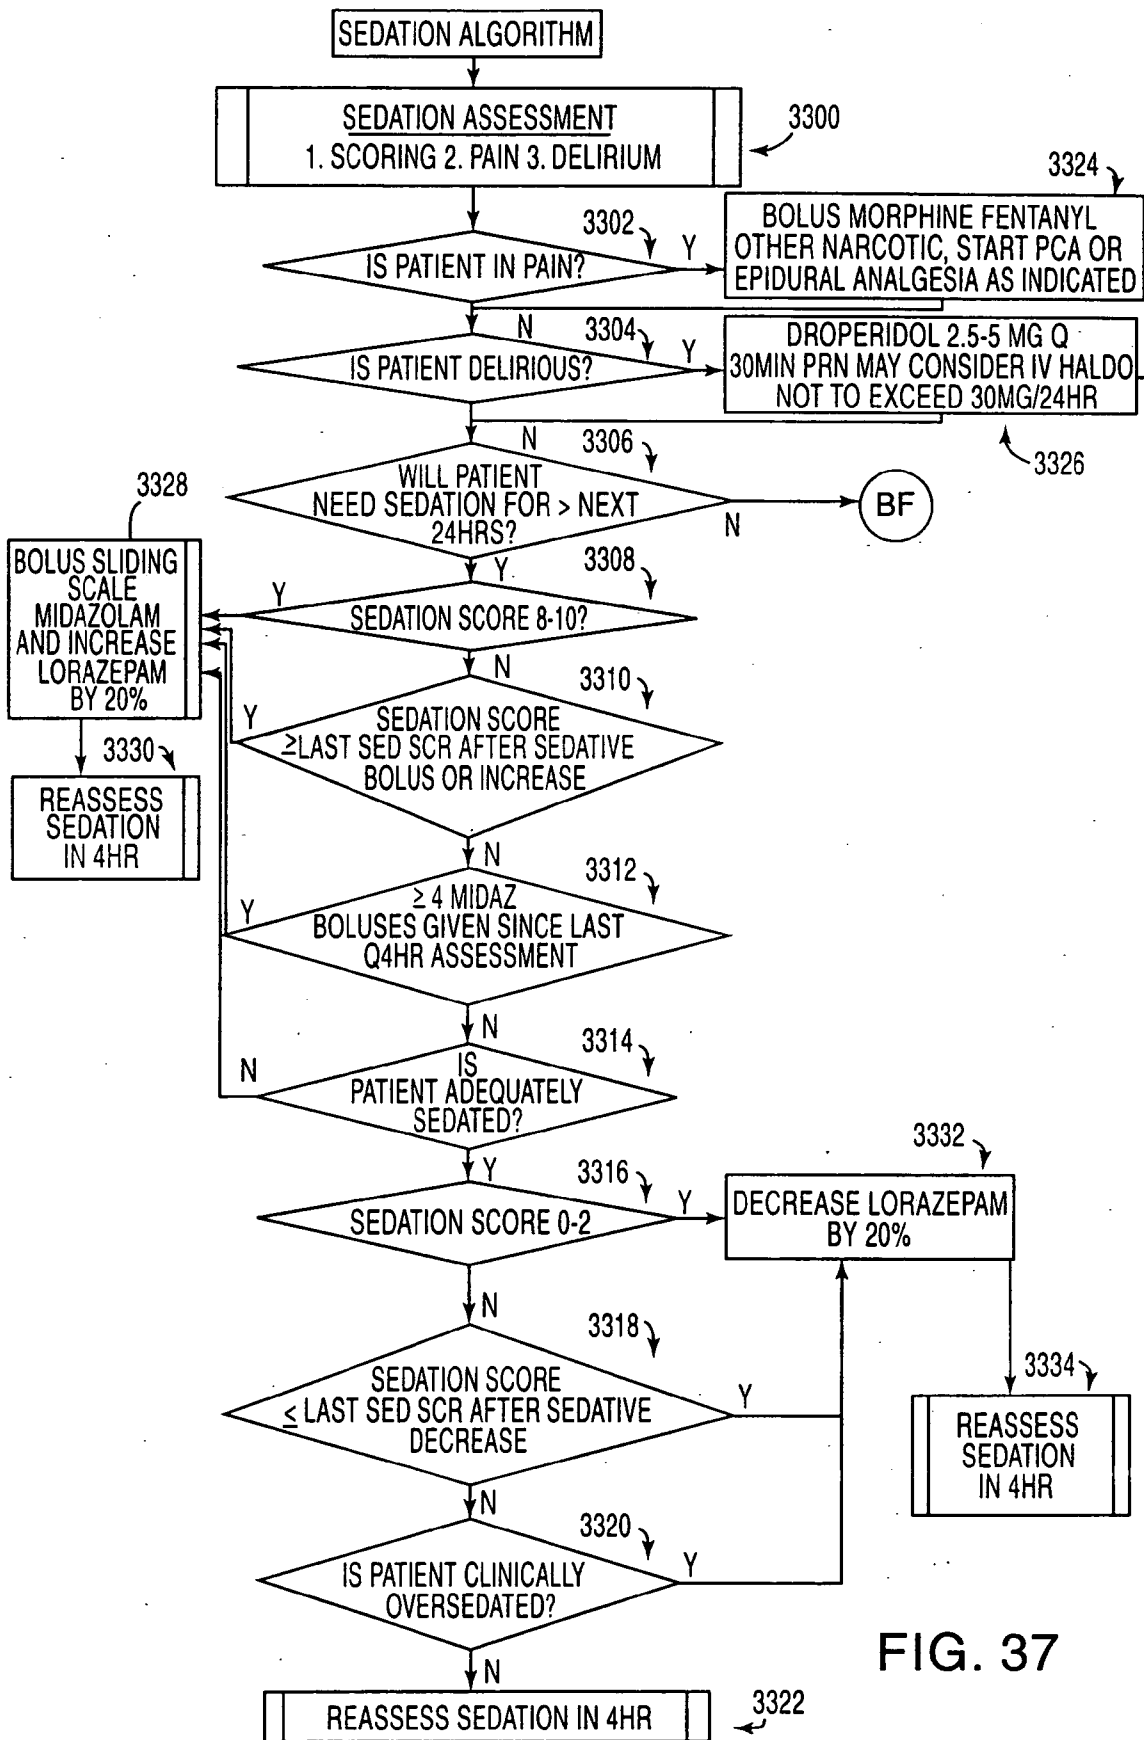 SEDATION ALGORITHM
SEDATION ASSESSMENT
1. SCORING 2. PAIN 3. DELIRIUM
3300
3324
BOLUS MORPHINE FENTANYL
OTHER NARCOTIC, START PCA OR
EPIDURAL ANALGESIA AS INDICATED
3302
Y
IS PATIENT IN PAIN?
N
3304
Y
IS PATIENT DELIRIOUS?
DROPERIDOL 2.5-5 MG Q
30MIN PRN MAY CONSIDER IV HALDO
NOT TO EXCEED 30MG/24HR
3326
N
3306
WILL PATIENT
NEED SEDATION FOR > NEXT
24HRS?
N
BF
Y
3328
BOLUS SLIDING
SCALE
MIDAZOLAM
AND INCREASE
LORAZEPAM
BY 20%
3308
Y
SEDATION SCORE 8-10?
N
3310
Y
SEDATION SCORE
≥LAST SED SCR AFTER SEDATIVE
BOLUS OR INCREASE
3330
REASSESS
SEDATION
IN 4HR
N
3312
Y
≥ 4 MIDAZ
BOLUSES GIVEN SINCE LAST
Q4HR ASSESSMENT
N
3314
N
IS
PATIENT ADEQUATELY
SEDATED?
Y
3316
Y
SEDATION SCORE 0-2
3332
DECREASE LORAZEPAM
BY 20%
N
3318
SEDATION SCORE
≤ LAST SED SCR AFTER SEDATIVE
DECREASE
Y
3334
REASSESS
SEDATION
IN 4HR
N
3320
Y
IS PATIENT CLINICALLY
OVERSEDATED?
N
REASSESS SEDATION IN 4HR
3322
FIG. 37